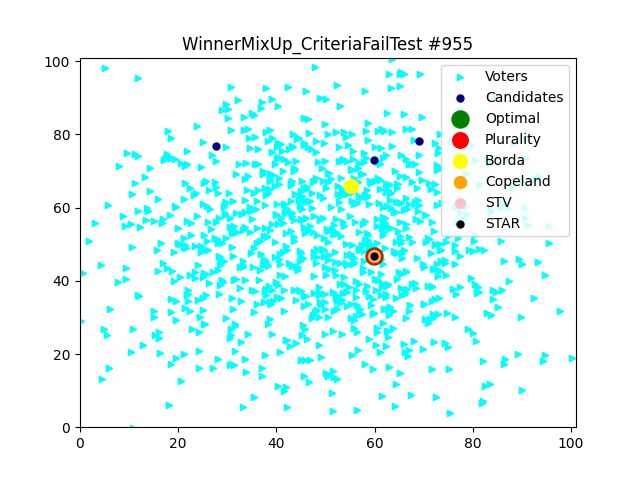 WinnerMixUp_CriteriaFailTest #955
100
80
60
40
20
0
0 20 40 60 80 100
Voters
Candidates
Optimal
Plurality
Borda
Copeland
STV
STAR